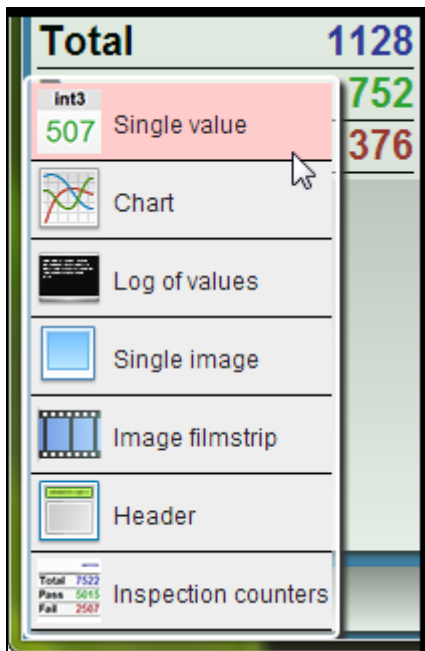 Total 1128
752
376
int3
507 Single value
Chart
Log of values
Single image
Image filmstrip
Header
Total 7522
Pass 5015
Fail 2507
Inspection counters